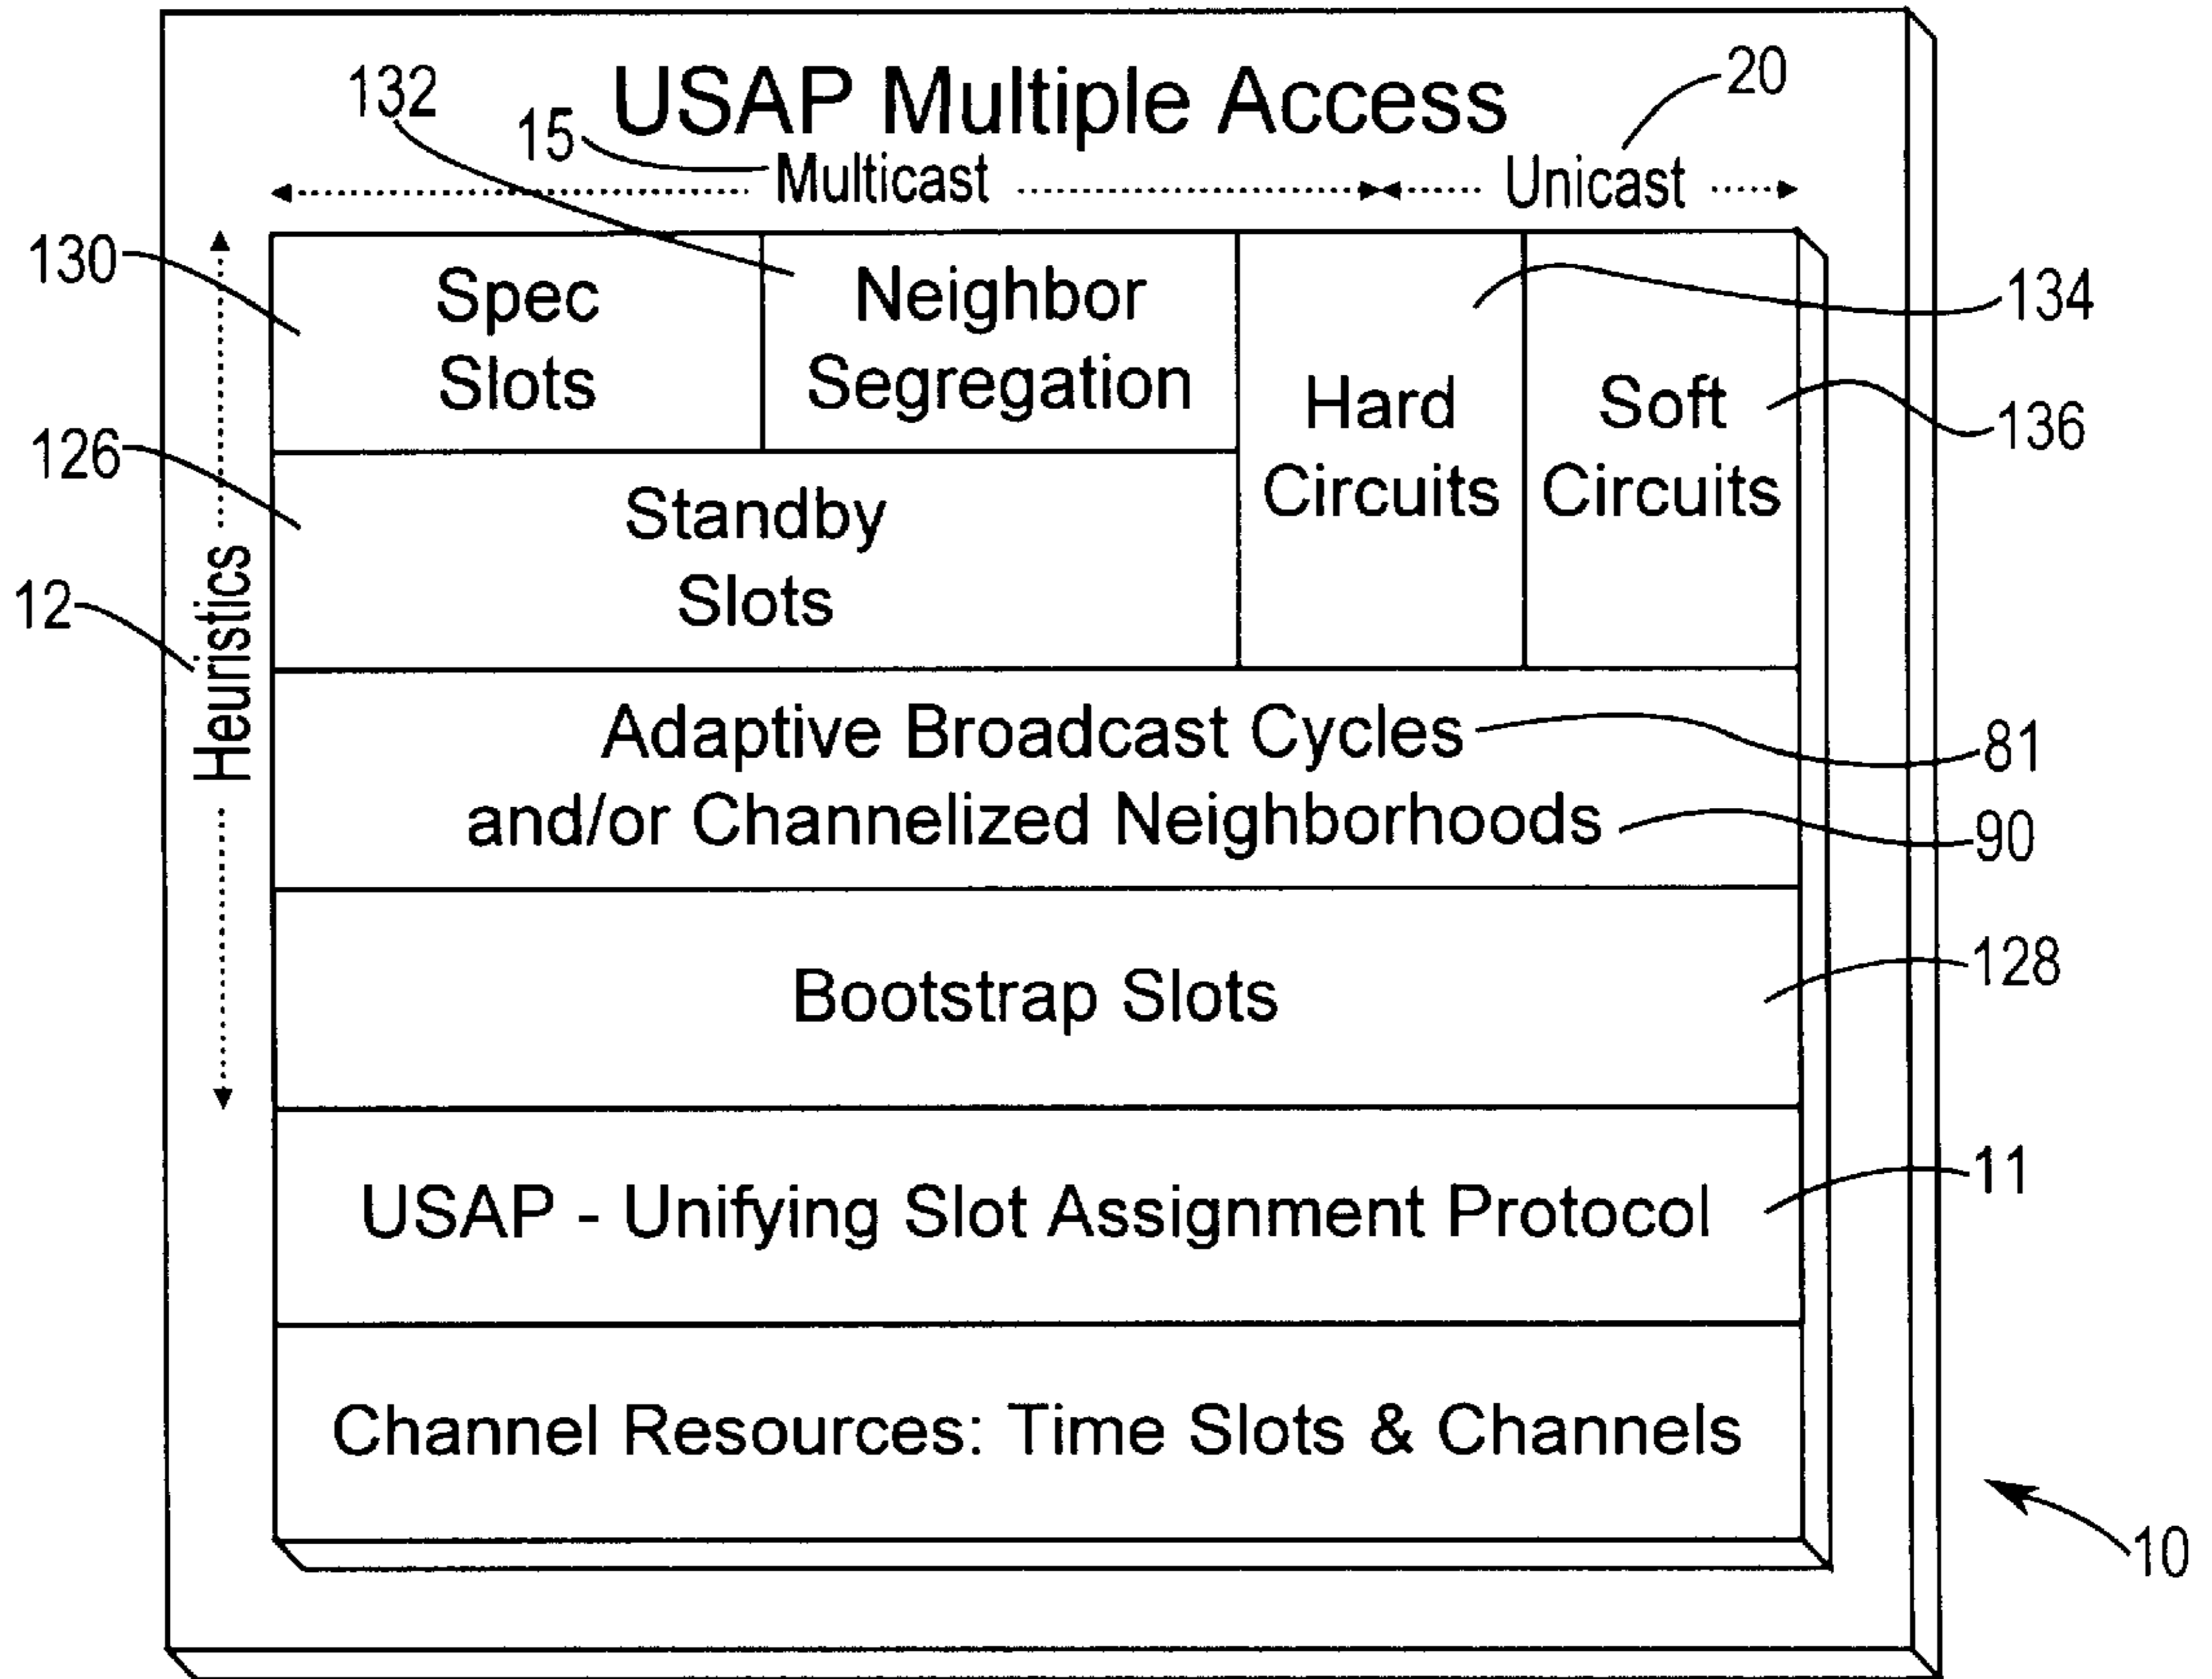 USAP Multiple Access
132
15
20
Multicast
Unicast
130
Spec
Slots
Neighbor
Segregation
134
Hard
Circuits
Soft
Circuits
136
126
Standby
Slots
12
Heuristics
Adaptive Broadcast Cycles
81
and/or Channelized Neighborhoods
90
Bootstrap Slots
128
USAP - Unifying Slot Assignment Protocol
11
Channel Resources: Time Slots & Channels
10